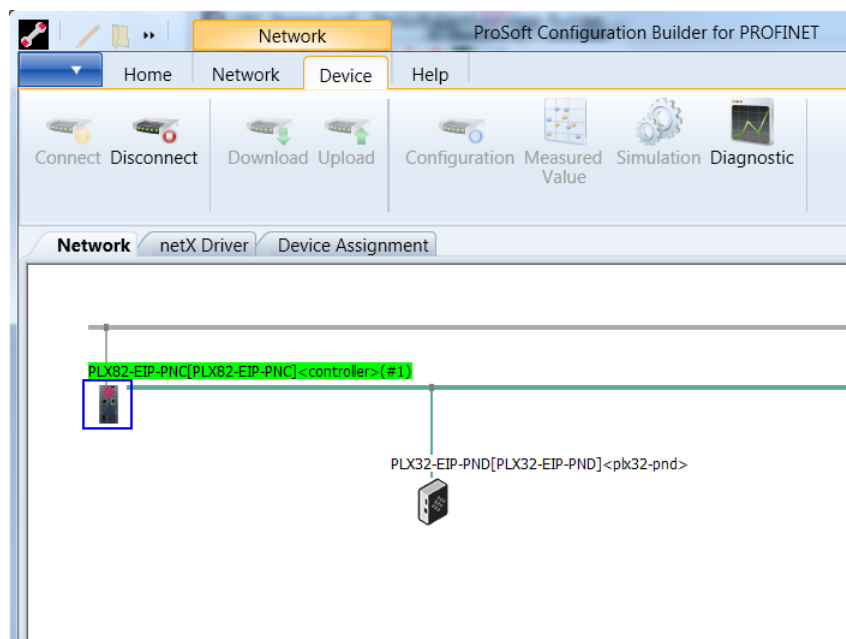 Network
ProSoft Configuration Builder for PROFINET
Home Network Device Help
Connect Disconnect Download Upload Configuration Measured Value Simulation Diagnostic
Network netX Driver Device Assignment
PLX82-EIP-PNC[PLX82-EIP-PNC]<controller>(#1)
PLX32-EIP-PND[PLX32-EIP-PND]<plx32-pnd>